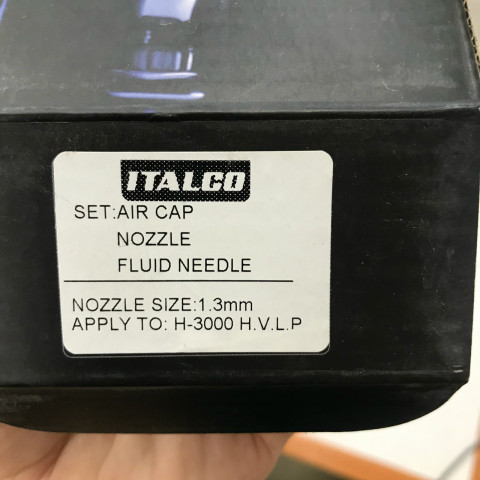 ITALCO
SET:AIR CAP
NOZZLE
FLUID NEEDLE
NOZZLE SIZE:1.3mm
APPLY TO: H-3000 H.V.L.P